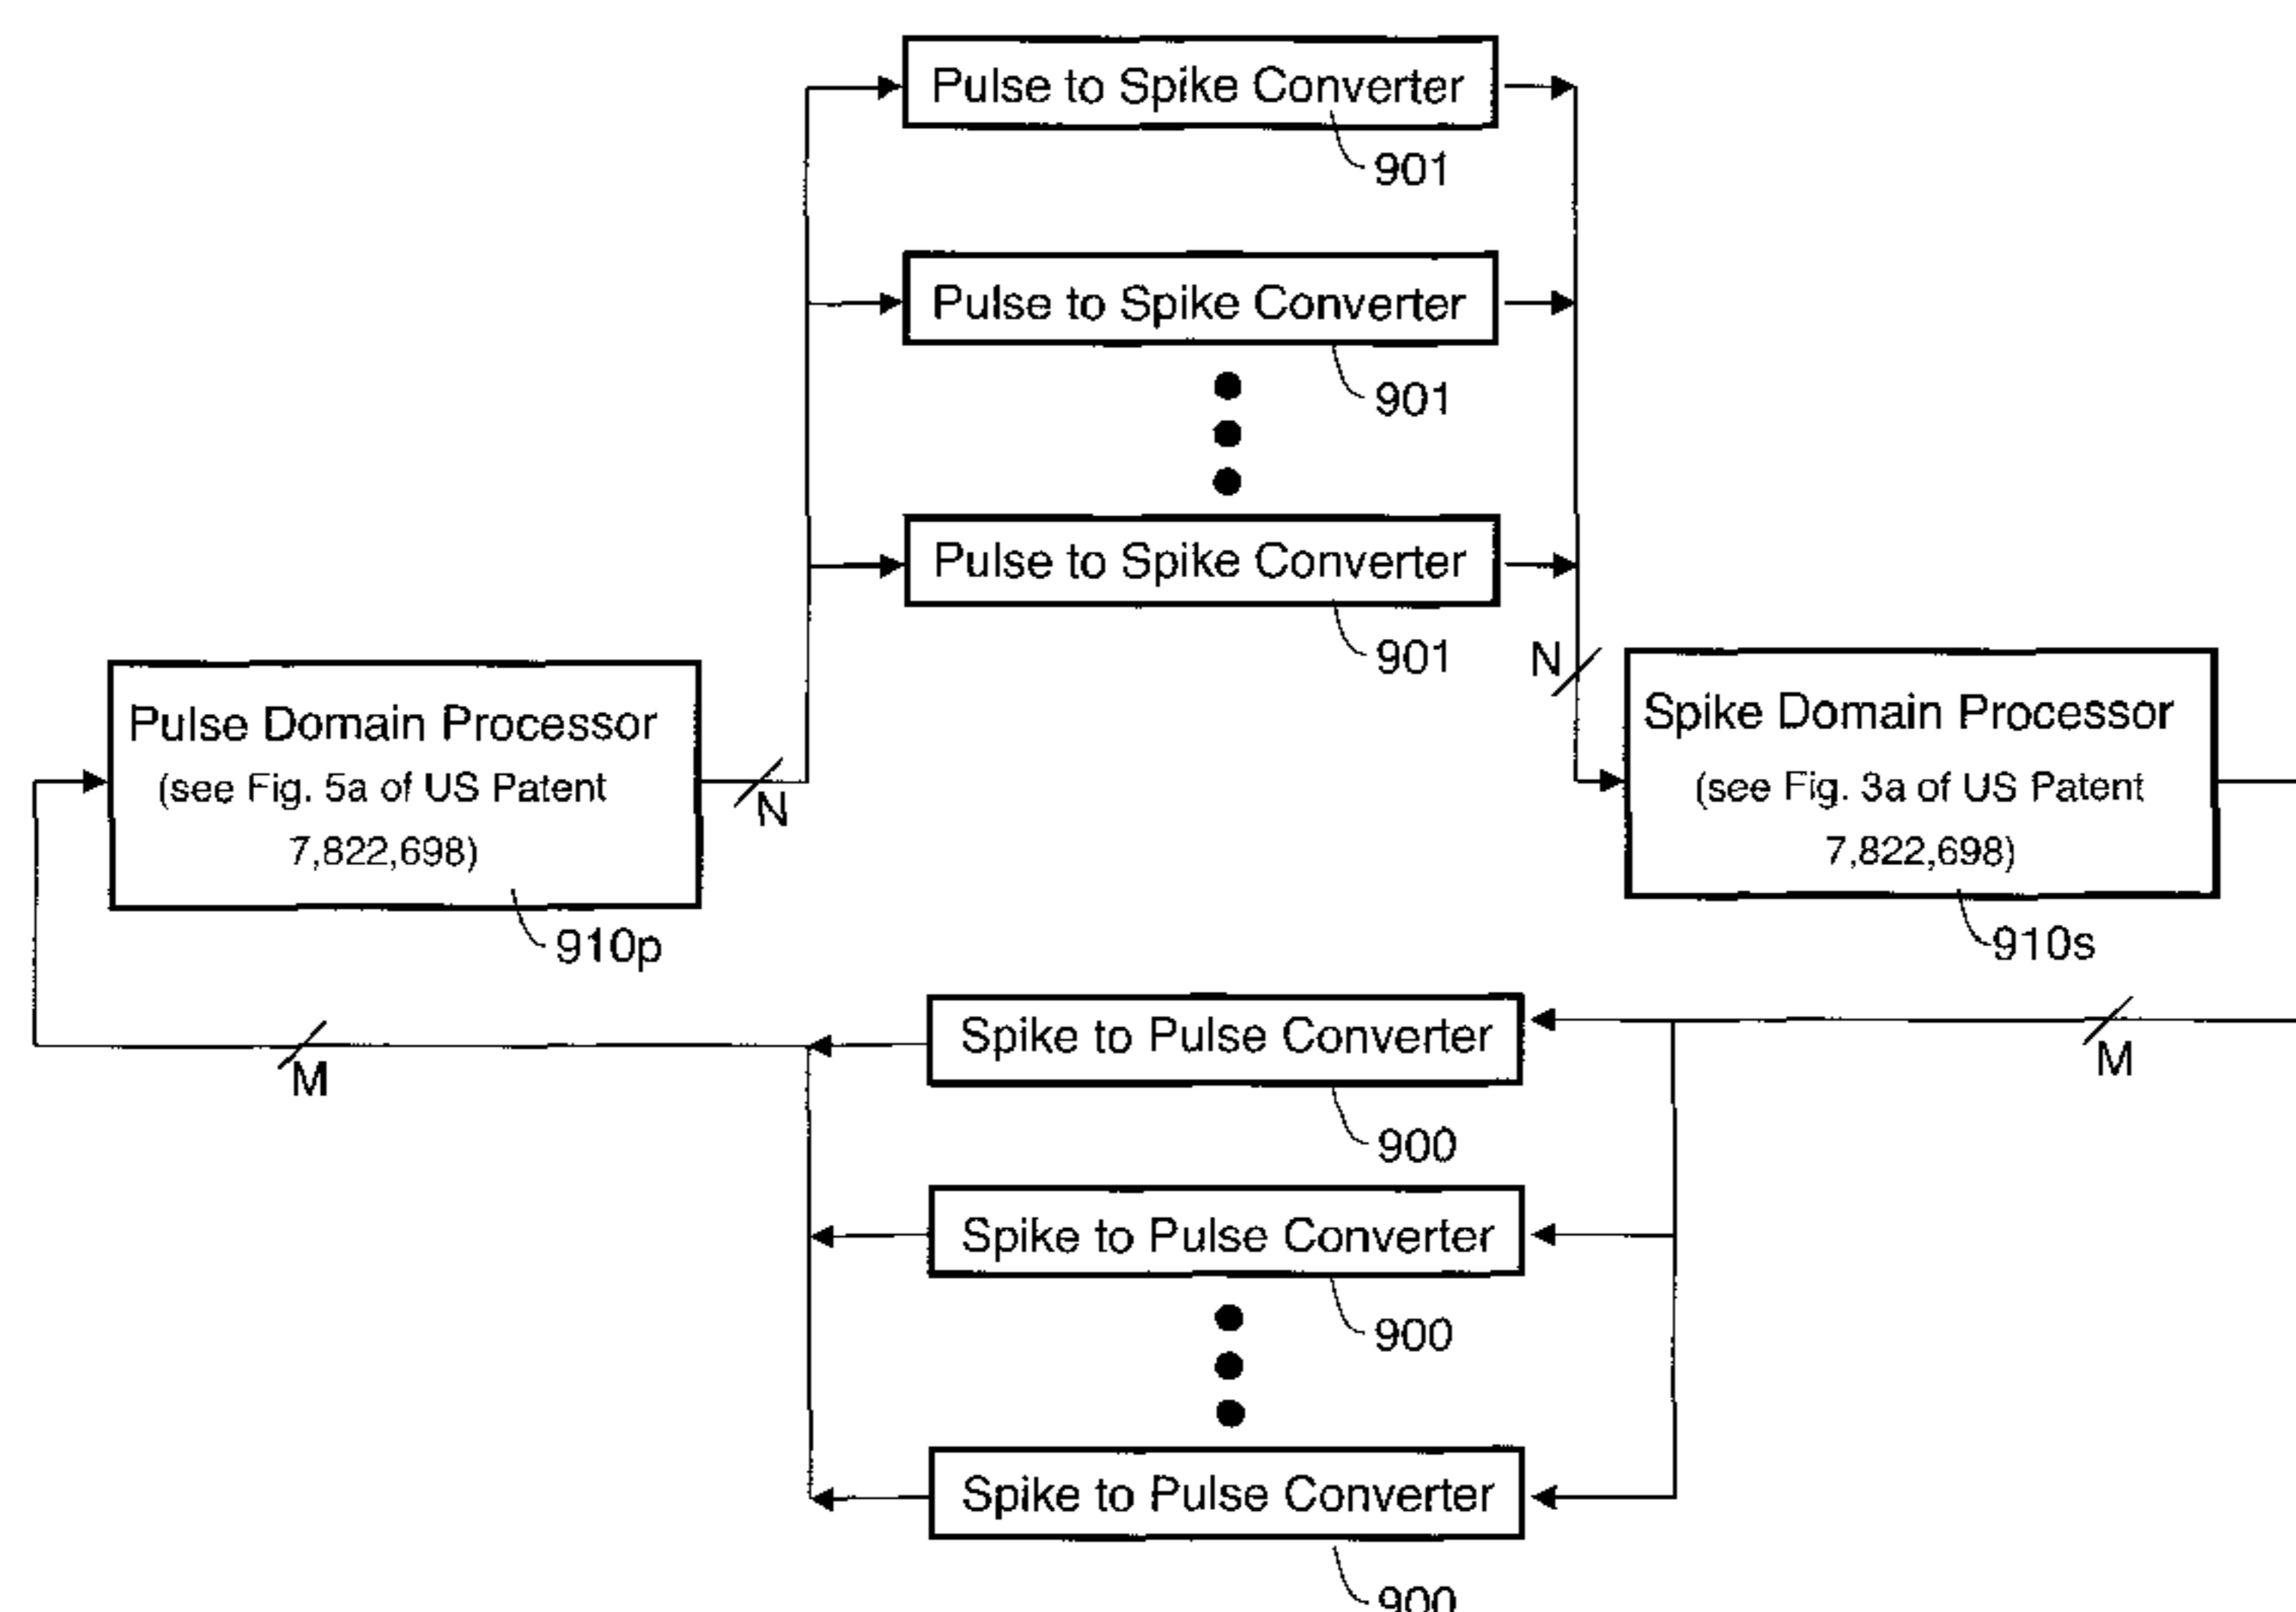 Pulse to Spike Converter
901
Pulse to Spike Converter
901
Pulse to Spike Converter
901
N
Pulse Domain Processor
(see Fig. 5a of US Patent
7,822,698)
910p
N
Spike Domain Processor
(see Fig. 3a of US Patent
7,822,698)
910s
Spike to Pulse Converter
900
M
M
Spike to Pulse Converter
900
Spike to Pulse Converter
900